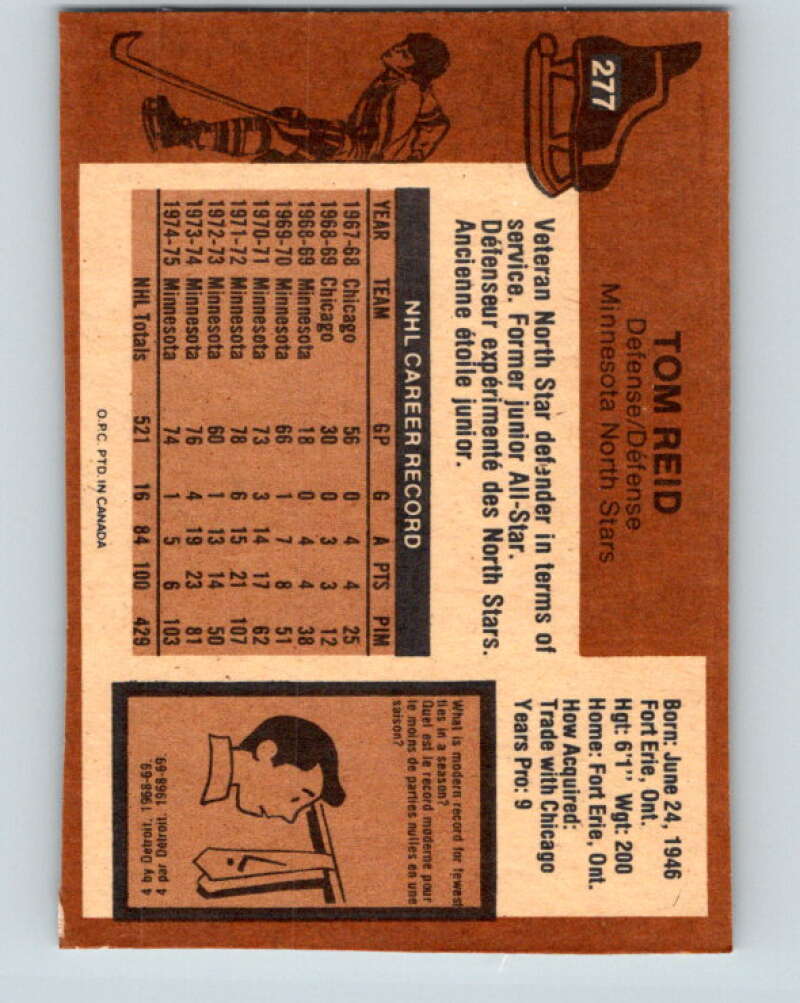 277
TOM REID
Defense/Défense
Minnesota North Stars
Born: June 24, 1946
Fort Erie, Ont.
Hgt: 6'1" Wgt: 200
Home: Fort Erie, Ont.
How Acquired:
Trade with Chicago
Years Pro: 9
Veteran North Star defender in terms of
service. Former junior All-Star.
Défenseur expérimenté des North Stars.
Ancienne étoile junior.
NHL CAREER RECORD
YEAR TEAM GP G A PTS PIM
1967-68 Chicago 56 0 4 4 25
1968-69 Chicago 30 0 3 3 12
1968-69 Minnesota 18 0 4 4 38
1969-70 Minnesota 66 1 7 8 51
1970-71 Minnesota 73 3 14 17 62
1971-72 Minnesota 78 6 15 21 107
1972-73 Minnesota 60 1 13 14 50
1973-74 Minnesota 76 4 19 23 81
1974-75 Minnesota 74 1 5 6 103
NHL Totals 521 16 84 100 429
What is modern record for fewest
ties in a season?
Quel est le record moderne pour
le moins de parties nulles en une
saison?
4 by Detroit, 1968-69.
4 par Detroit, 1968-69.
O.P.C. PTD. IN CANADA